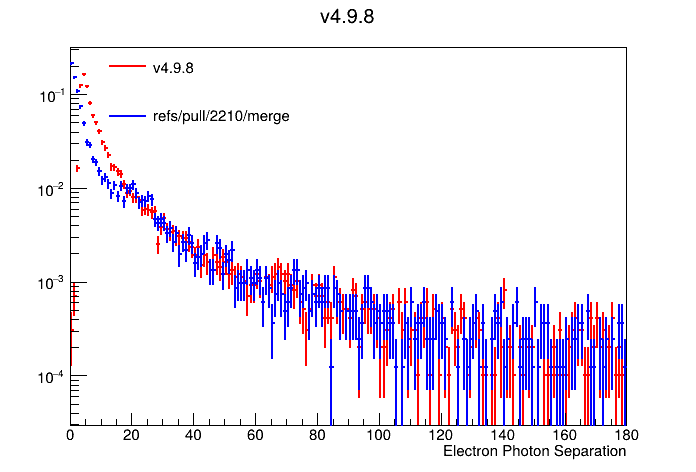 v4.9.8
v4.9.8
refs/pull/2210/merge
10⁻¹
10⁻²
10⁻³
10⁻⁴
0 20 40 60 80 100 120 140 160 180
Electron Photon Separation